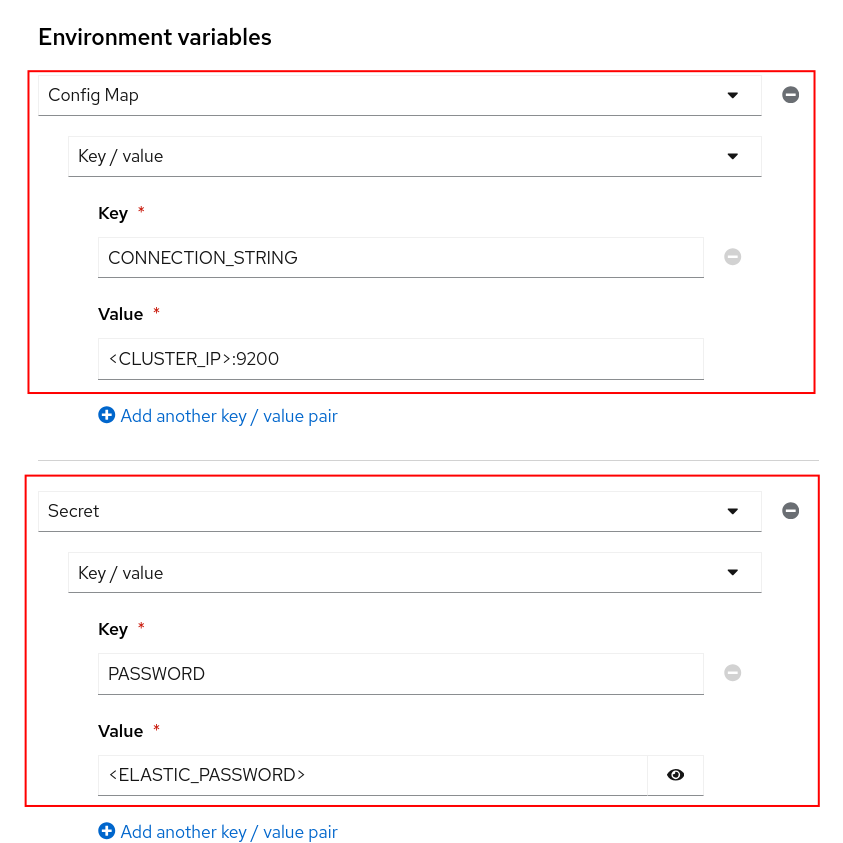 Environment variables
Config Map
Key / value
Key *
CONNECTION_STRING
Value *
<CLUSTER_IP>:9200
Add another key / value pair
Secret
Key / value
Key *
PASSWORD
Value *
<ELASTIC_PASSWORD>
Add another key / value pair